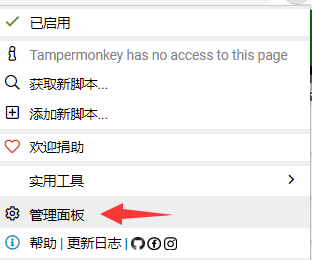 已启用
Tampermonkey has no access to this page
获取新脚本...
添加新脚本...
欢迎捐助
实用工具
管理面板
帮助 | 更新日志 |